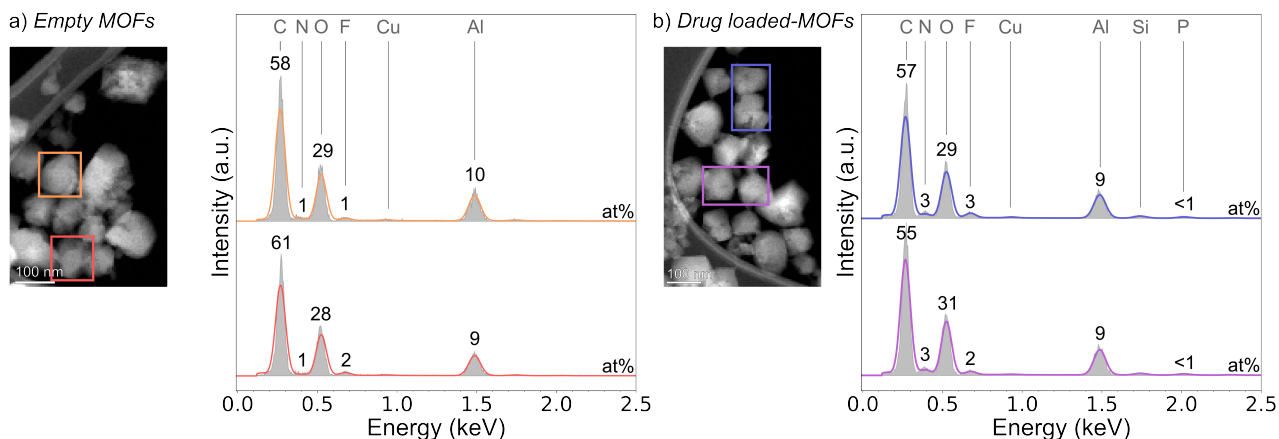 a) Empty MOFs
100 nm
C N O F Cu Al
58
1
29
1
10
at%
61
1
28
2
9
at%
Intensity (a.u.)
Intensity (a.u.)
0.0 0.5 1.0 1.5 2.0 2.5
Energy (keV)
b) Drug loaded-MOFs
100 nm
C N O F Cu Al Si P
57
3
29
3
9
<1
at%
55
3
31
2
9
<1
at%
Intensity (a.u.)
Intensity (a.u.)
0.0 0.5 1.0 1.5 2.0 2.5
Energy (keV)